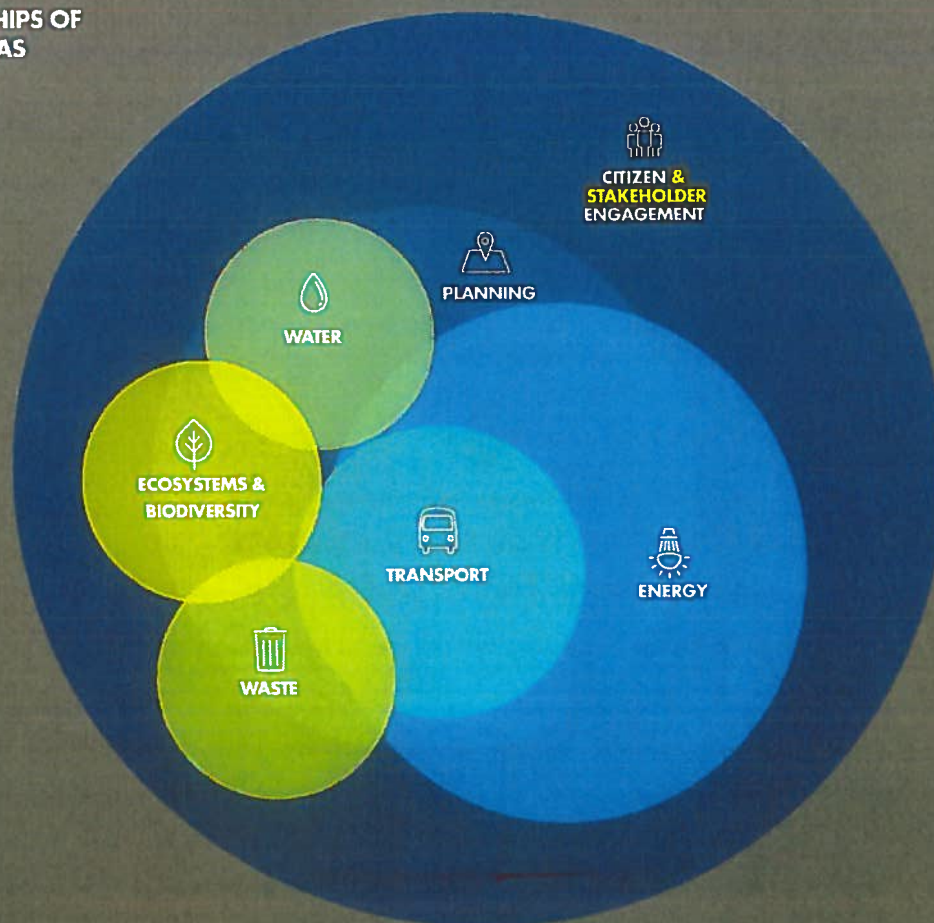 HIPS OF
AS
CITIZEN &
STAKEHOLDER
ENGAGEMENT
PLANNING
WATER
ECOSYSTEMS &
BIODIVERSITY
TRANSPORT
ENERGY
WASTE